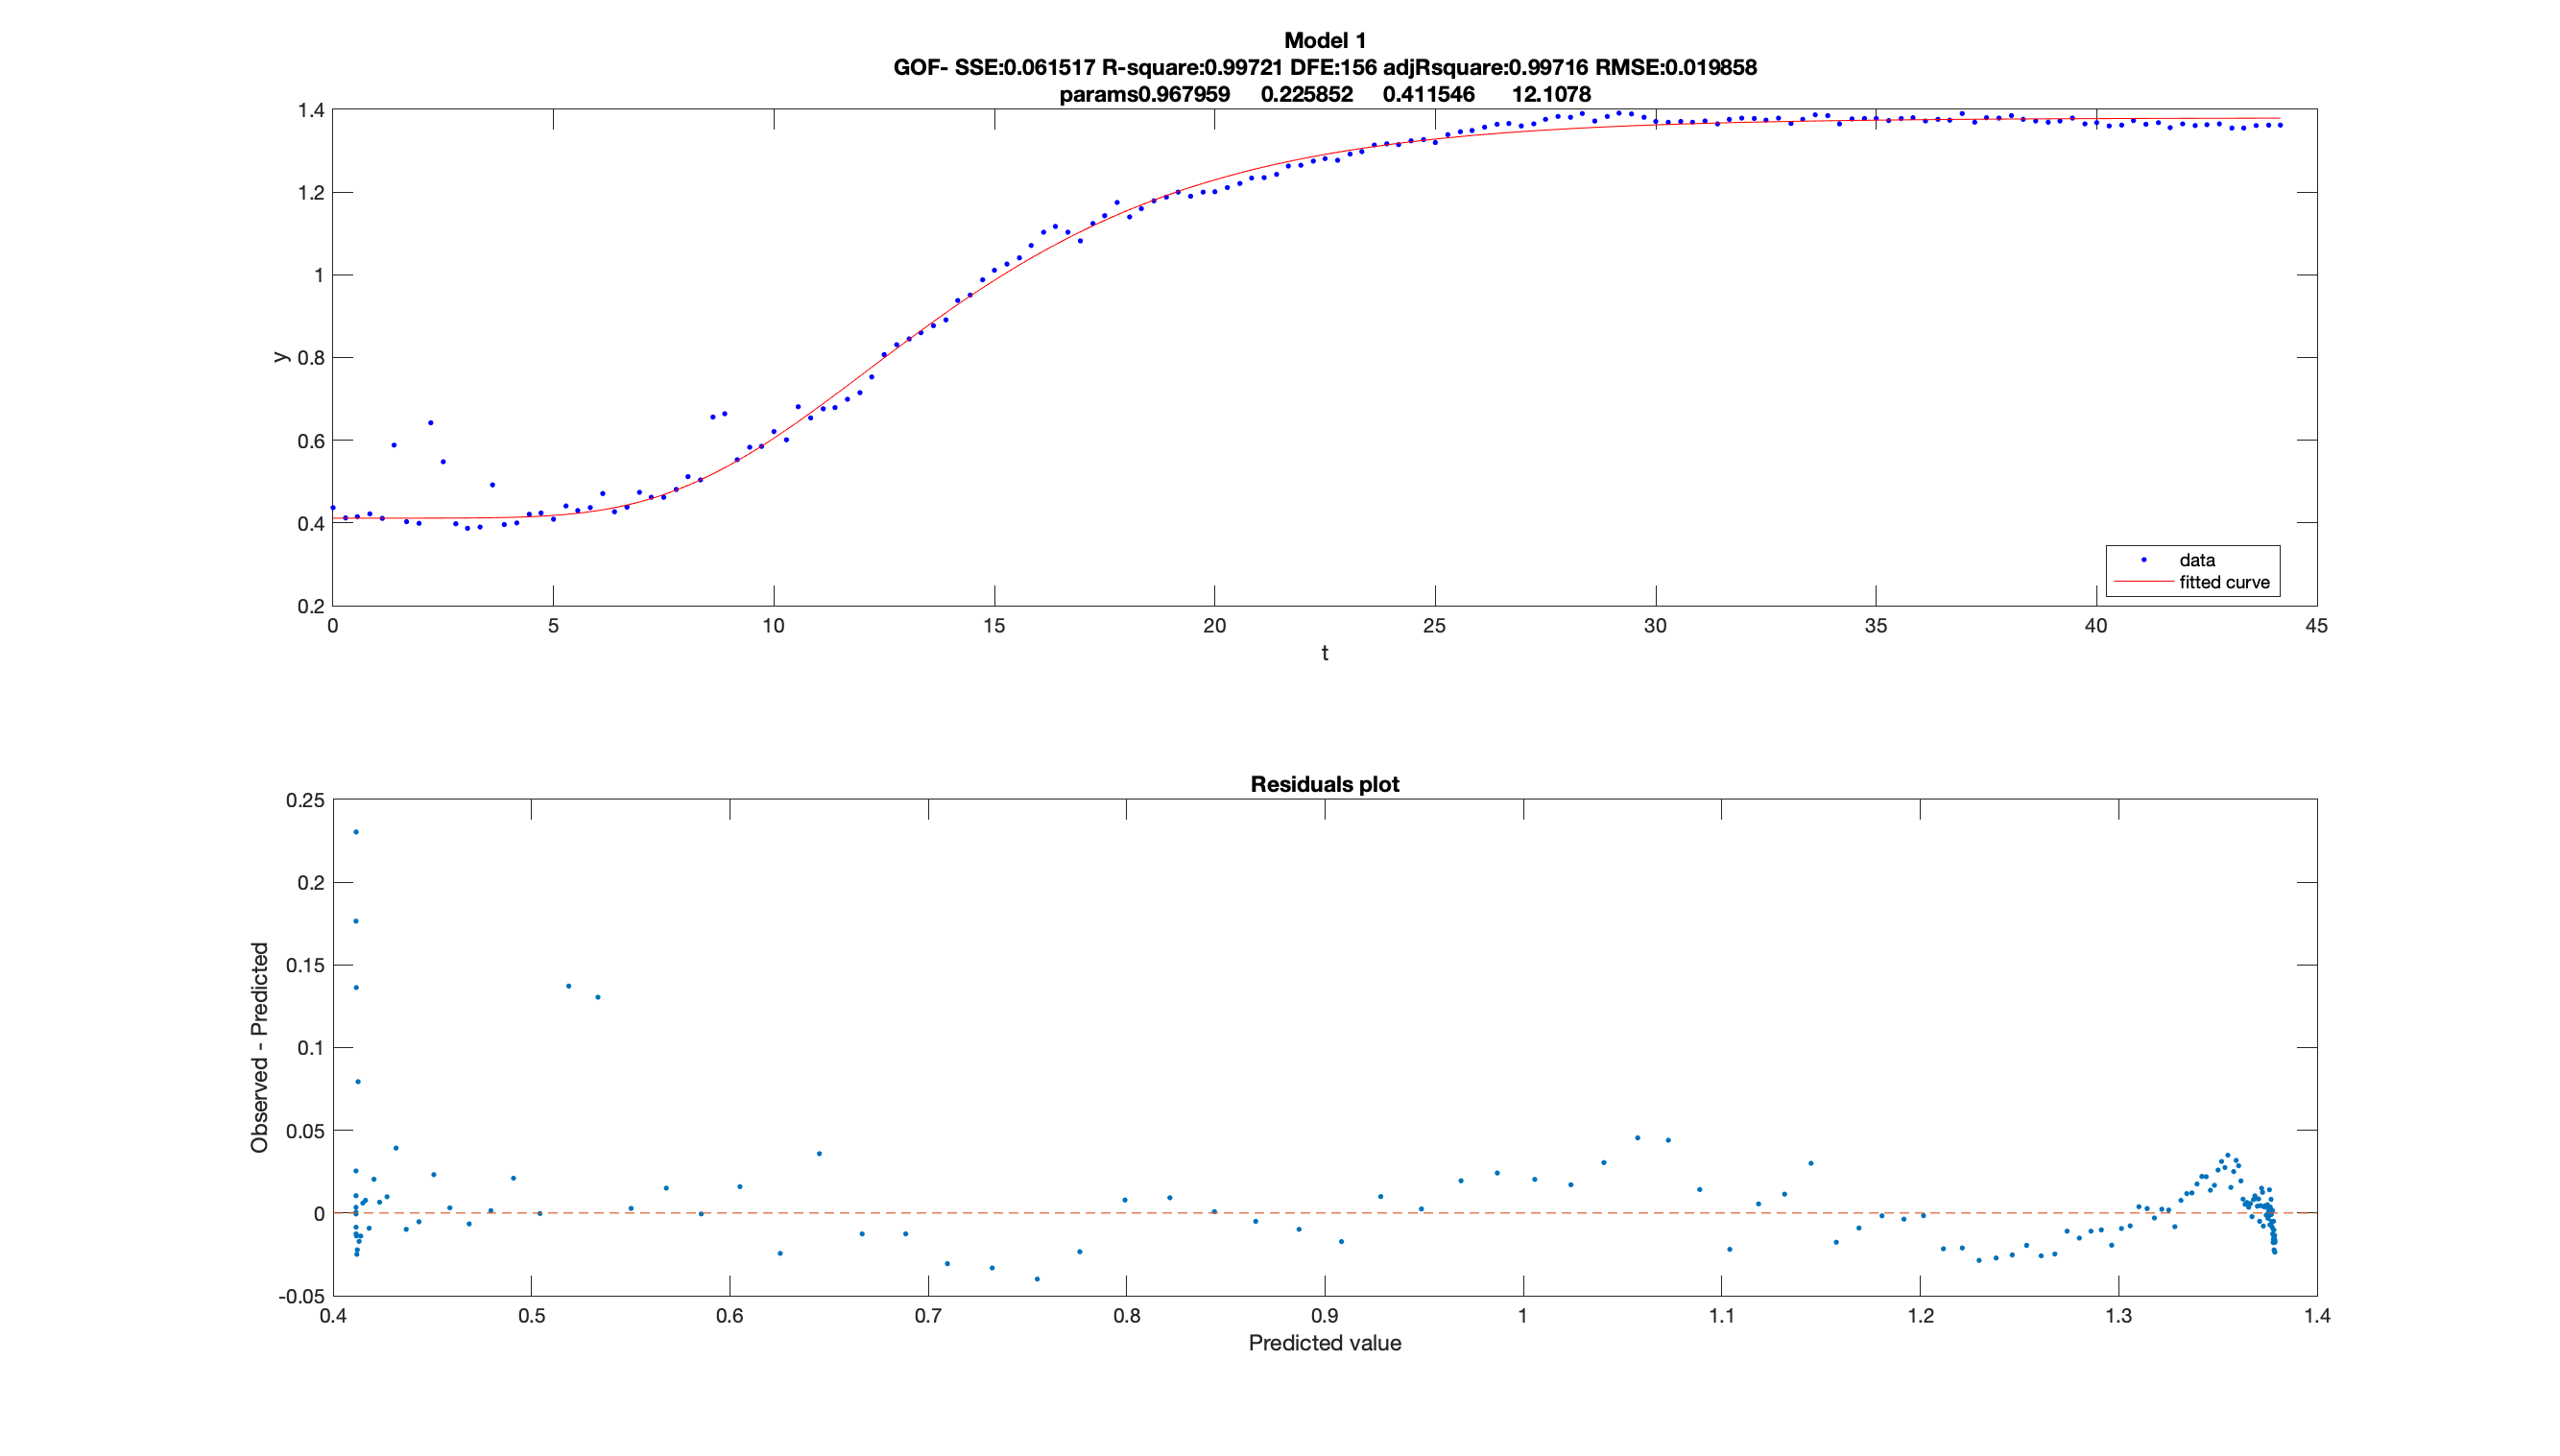 Model 1
GOF- SSE:0.061517 R-square:0.99721 DFE:156 adjRsquare:0.99716 RMSE:0.019858
params0.967959 0.225852 0.411546 12.1078
1.4
1.2
1
0.8
0.6
0.4
0.2
y
data
fitted curve
0 5 10 15 20 25 30 35 40 45
t
Residuals plot
0.25
0.2
0.15
0.1
0.05
0
-0.05
Observed - Predicted
0.4 0.5 0.6 0.7 0.8 0.9 1 1.1 1.2 1.3 1.4
Predicted value